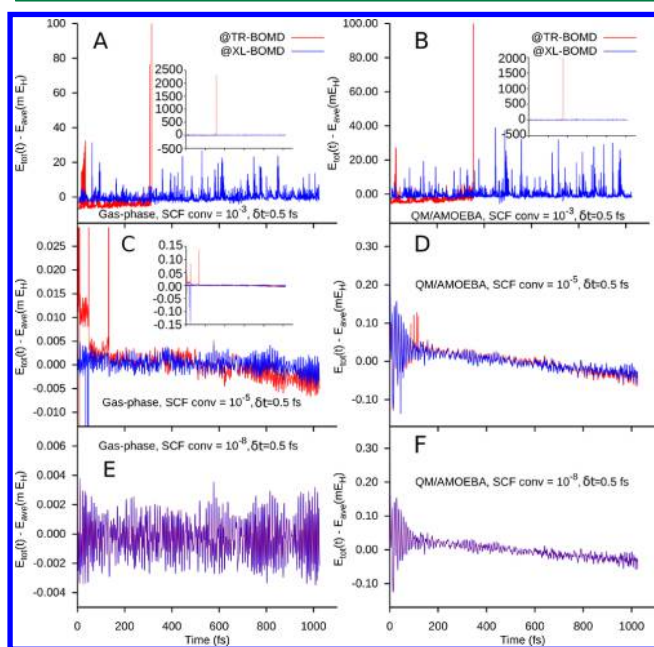 A
@TR-BOMD
@XL-BOMD
E_tot(t) - E_ave(m E_H)
100
80
60
40
20
0
2500
2000
1500
1000
500
0
-500
Gas-phase, SCF conv = 10^-3, δt=0.5 fs
B
@TR-BOMD
@XL-BOMD
E_tot(t) - E_ave(mE_H)
100.00
80.00
60.00
40.00
20.00
0.00
2000
1500
1000
500
0
-500
QM/AMOEBA, SCF conv = 10^-3, δt=0.5 fs
C
E_tot(t) - E_ave(m E_H)
0.025
0.020
0.015
0.010
0.005
0.000
-0.005
-0.010
0.15
0.10
0.05
0.00
-0.05
-0.10
-0.15
Gas-phase, SCF conv = 10^-5, δt=0.5 fs
D
E_tot(t) - E_ave(mE_H)
0.30
0.20
0.10
0.00
-0.10
QM/AMOEBA, SCF conv = 10^-5, δt=0.5 fs
Gas-phase, SCF conv = 10^-8, δt=0.5 fs
E
E_tot(t) - E_ave(m E_H)
0.006
0.004
0.002
0.000
-0.002
-0.004
0
200
400
600
800
1000
Time (fs)
F
QM/AMOEBA, SCF conv = 10^-8, δt=0.5 fs
E_tot(t) - E_ave(mE_H)
0.20
0.20
0.10
0.00
-0.10
0
200
400
600
800
1000
Time (fs)